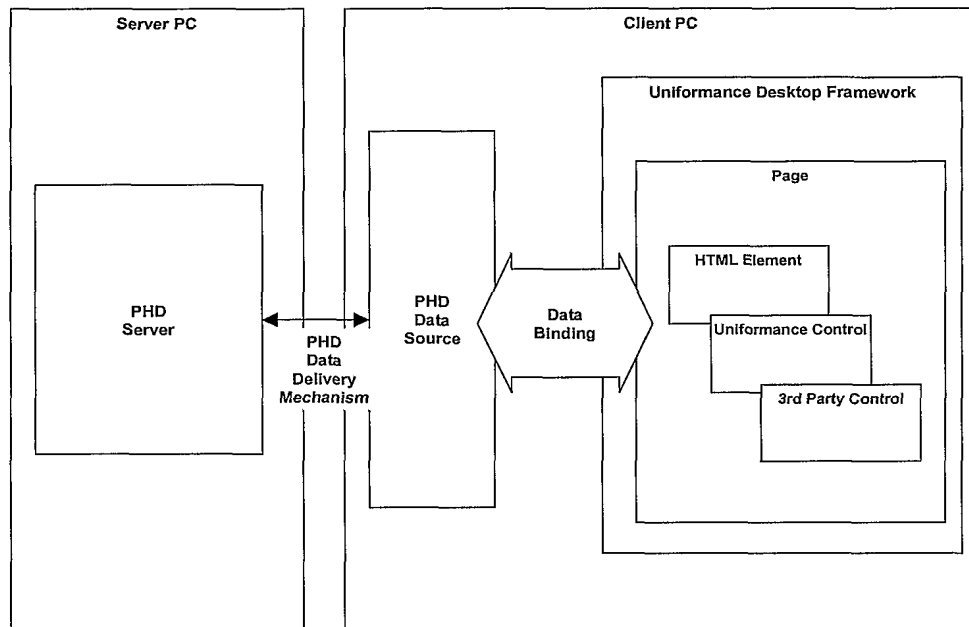 Server PC
Client PC
Uniformance Desktop Framework
Page
HTML Element
Uniformance Control
3rd Party Control
PHD
Server
PHD
Data
Delivery
Mechanism
PHD
Data
Source
Data
Binding